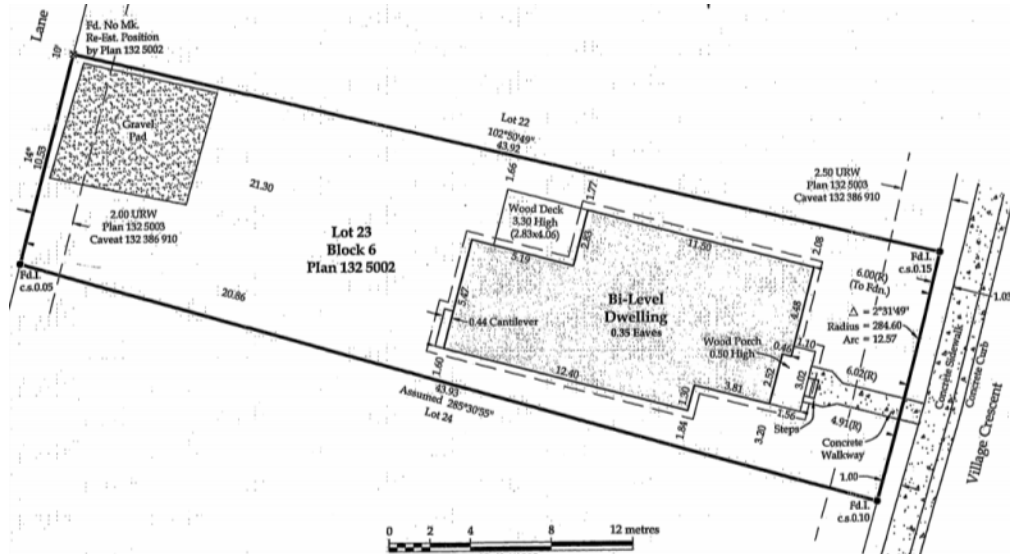 Lane
10'
Fd. No Mk.
Re-Est. Position
by Plan 132 5002
Gravel
Pad
14"
10.53
2.00 URW
Plan 132 5003
Caveat 132 386 910
Fd.I.
c.s.0.05
21.30
20.86
Lot 23
Block 6
Plan 132 5002
Lot 22
102°50'49"
43.92
1.66
1.77
Wood Deck
3.30 High
(2.83x4.06)
2.83
5.19
11.50
2.08
5.47
0.44 Cantilever
Bi-Level
Dwelling
0.35 Eaves
4.48
Wood Porch
0.50 High
0.46
1.10
2.52
3.02
1.60
12.40
43.93
Assumed 285°30'55"
Lot 24
1.30
3.81
1.84
1.56
Steps
3.20
2.50 URW
Plan 132 5003
Caveat 132 386 910
Fd.I.
c.s.0.15
6.00(R)
(To Fdn.)
△ = 2°31'49"
Radius = 284.60
Arc = 12.57
6.02(R)
4.91(R)
Concrete
Walkway
1.00
Fd.I.
c.s.0.10
Concrete Sidewalk
Concrete Curb
Village Crescent
0 2 4 8 12 metres